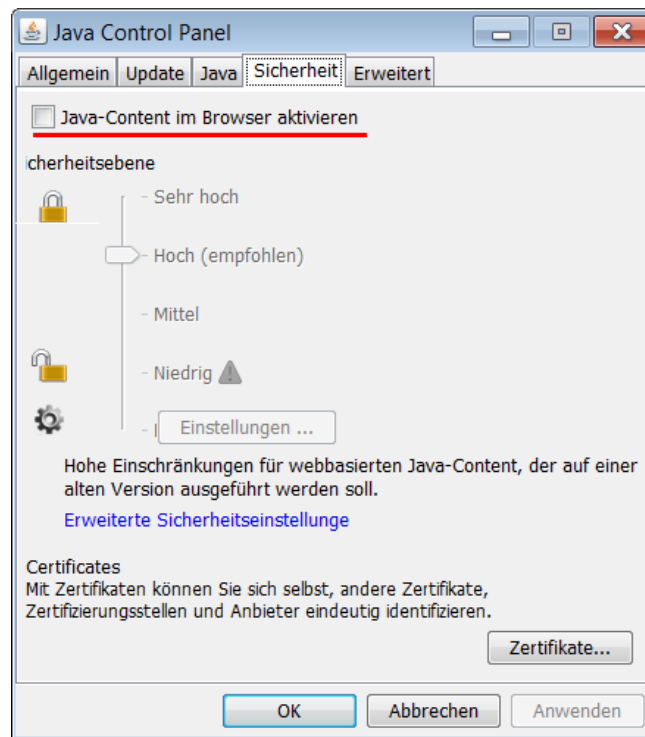 Java Control Panel
Allgemein Update Java Sicherheit Erweitert
Java-Content im Browser aktivieren
icherheitsebene
- Sehr hoch
- Hoch (empfohlen)
- Mittel
- Niedrig
Einstellungen ...
Hohe Einschränkungen für webbasierten Java-Content, der auf einer
alten Version ausgeführt werden soll.
Erweiterte Sicherheitseinstellunge
Certificates
Mit Zertifikaten können Sie sich selbst, andere Zertifikate,
Zertifizierungsstellen und Anbieter eindeutig identifizieren.
Zertifikate...
OK Abbrechen Anwenden